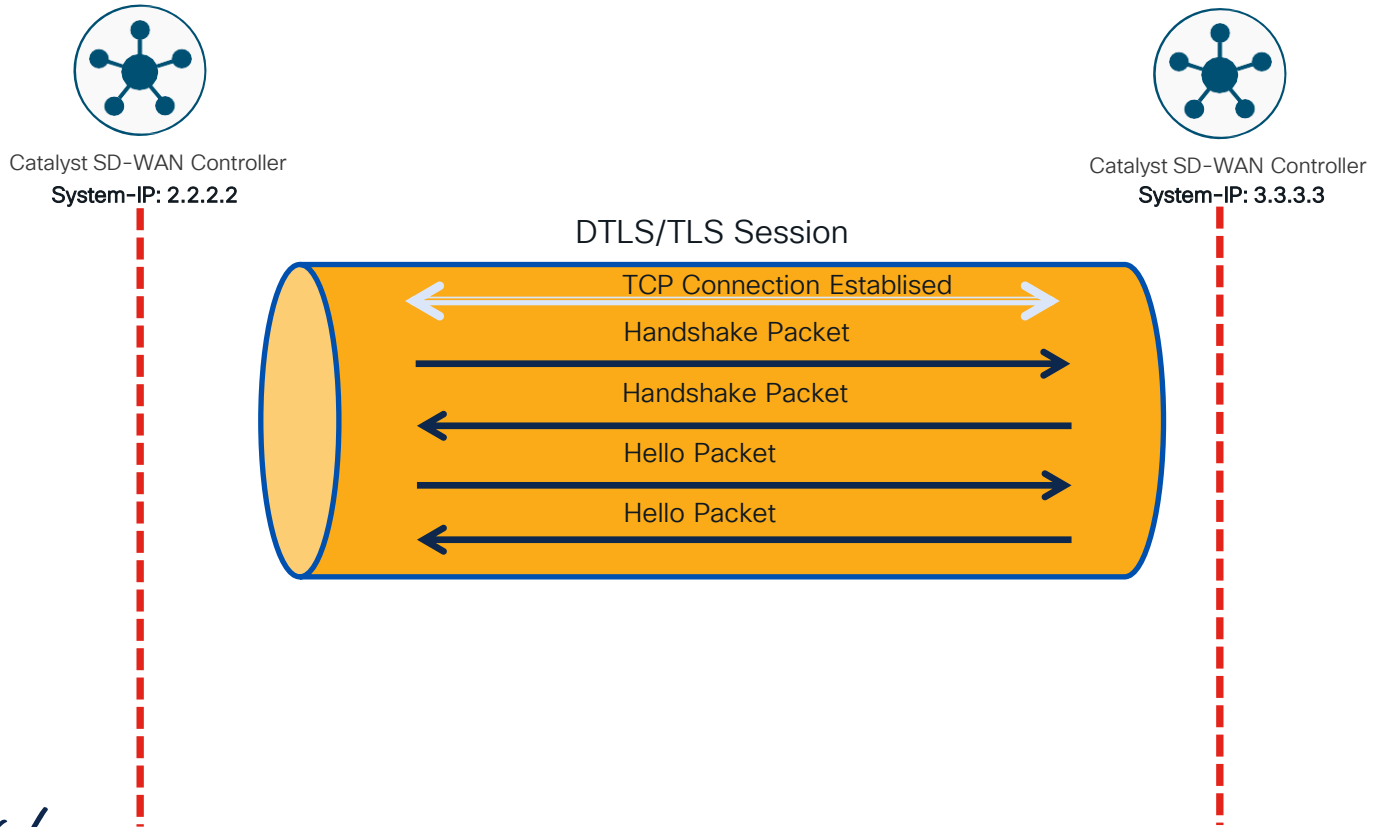 Catalyst SD-WAN Controller
System-IP: 2.2.2.2
Catalyst SD-WAN Controller
System-IP: 3.3.3.3
DTLS/TLS Session
TCP Connection Establised
Handshake Packet
Handshake Packet
Hello Packet
Hello Packet